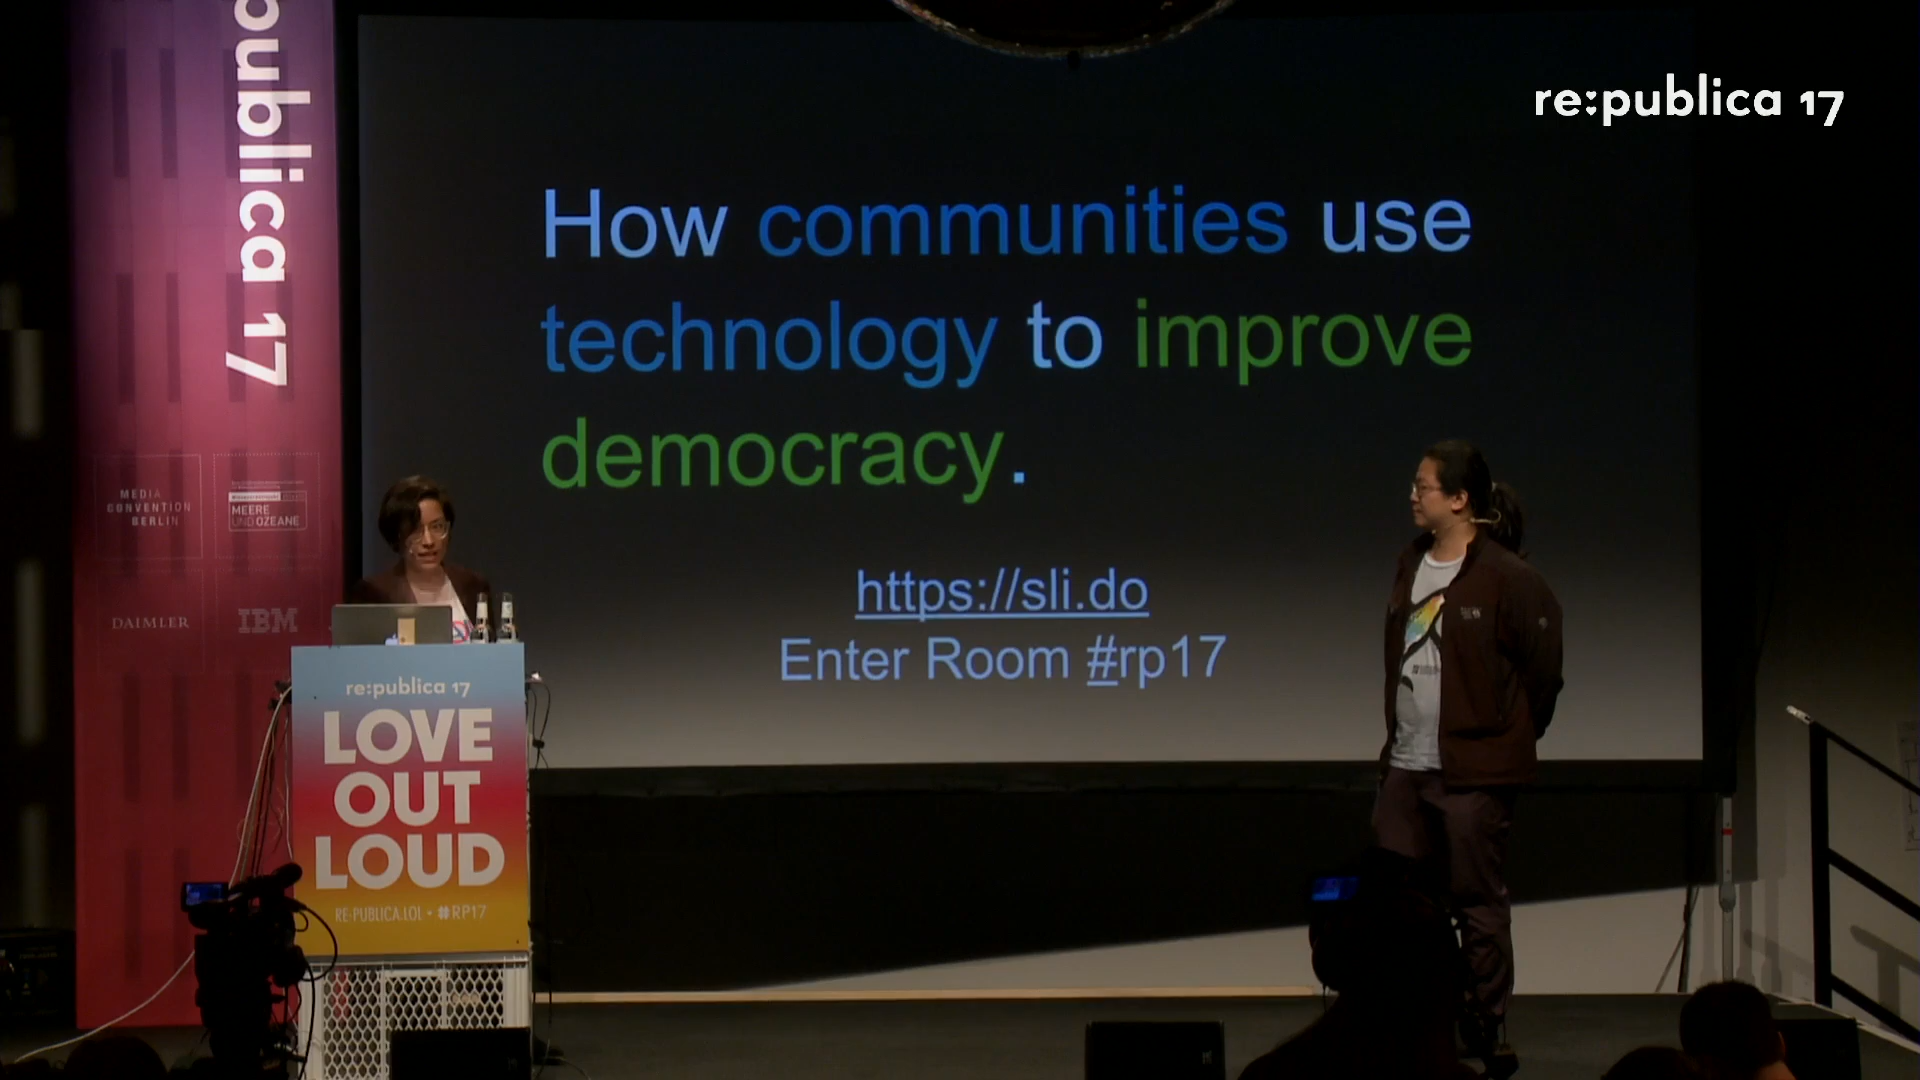 re:publica 17
publica 17
How communities use
technology to improve
democracy.
https://sli.do
Enter Room #rp17
MEDIA
CONVENTION
BERLIN
MEERE
UND OZEANE
DAIMLER
IBM
re:publica 17
LOVE
OUT
LOUD
RE-PUBLICA.LOL • #RP17